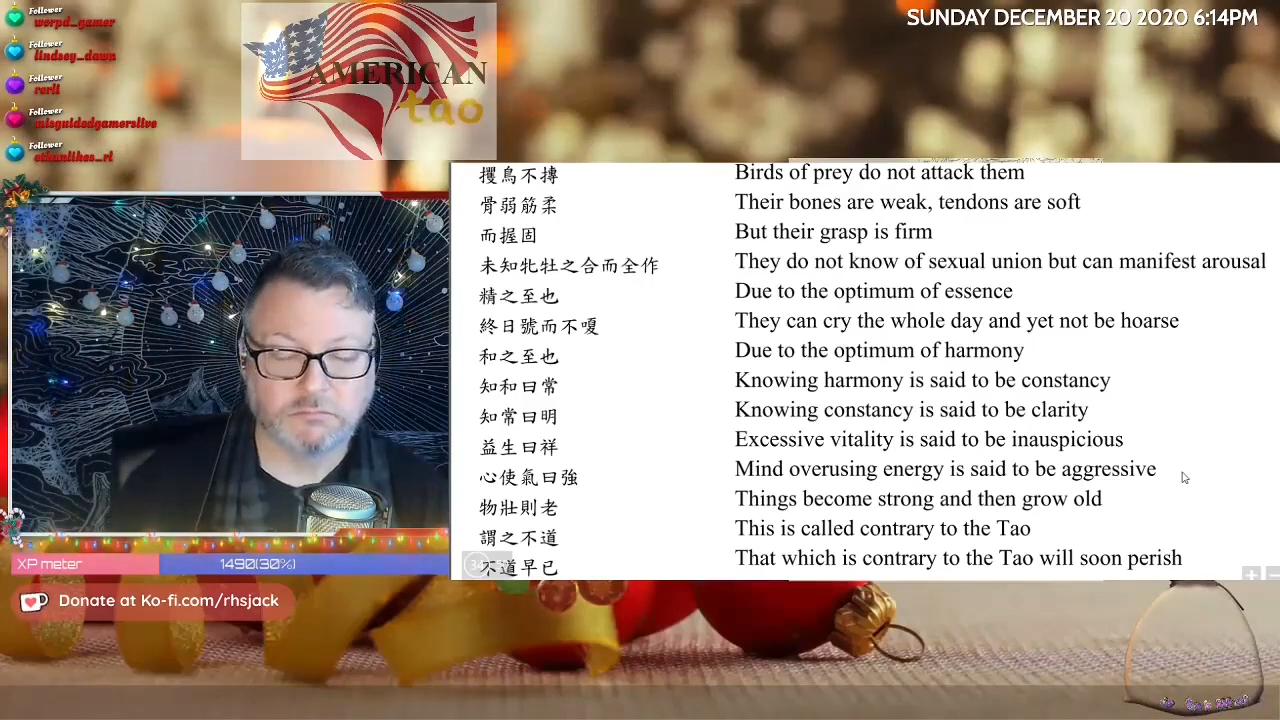 Follower
worpd_gamer
Follower
lindsey_dawn
Follower
rarll
Follower
misguidedgamerslive
Follower
ethanlikes_rl
AMERICAN
tao
SUNDAY DECEMBER 20 2020 6:14PM
攫鳥不摶
Birds of prey do not attack them
骨弱筋柔
Their bones are weak, tendons are soft
而握固
But their grasp is firm
未知牝牡之合而全作
They do not know of sexual union but can manifest arousal
精之至也
Due to the optimum of essence
終日號而不嗄
They can cry the whole day and yet not be hoarse
和之至也
Due to the optimum of harmony
知和曰常
Knowing harmony is said to be constancy
知常曰明
Knowing constancy is said to be clarity
益生曰祥
Excessive vitality is said to be inauspicious
心使氣曰強
Mind overusing energy is said to be aggressive
物壯則老
Things become strong and then grow old
謂之不道
This is called contrary to the Tao
不道早已
That which is contrary to the Tao will soon perish
XP meter
1490(30%)
Donate at Ko-fi.com/rhsjack